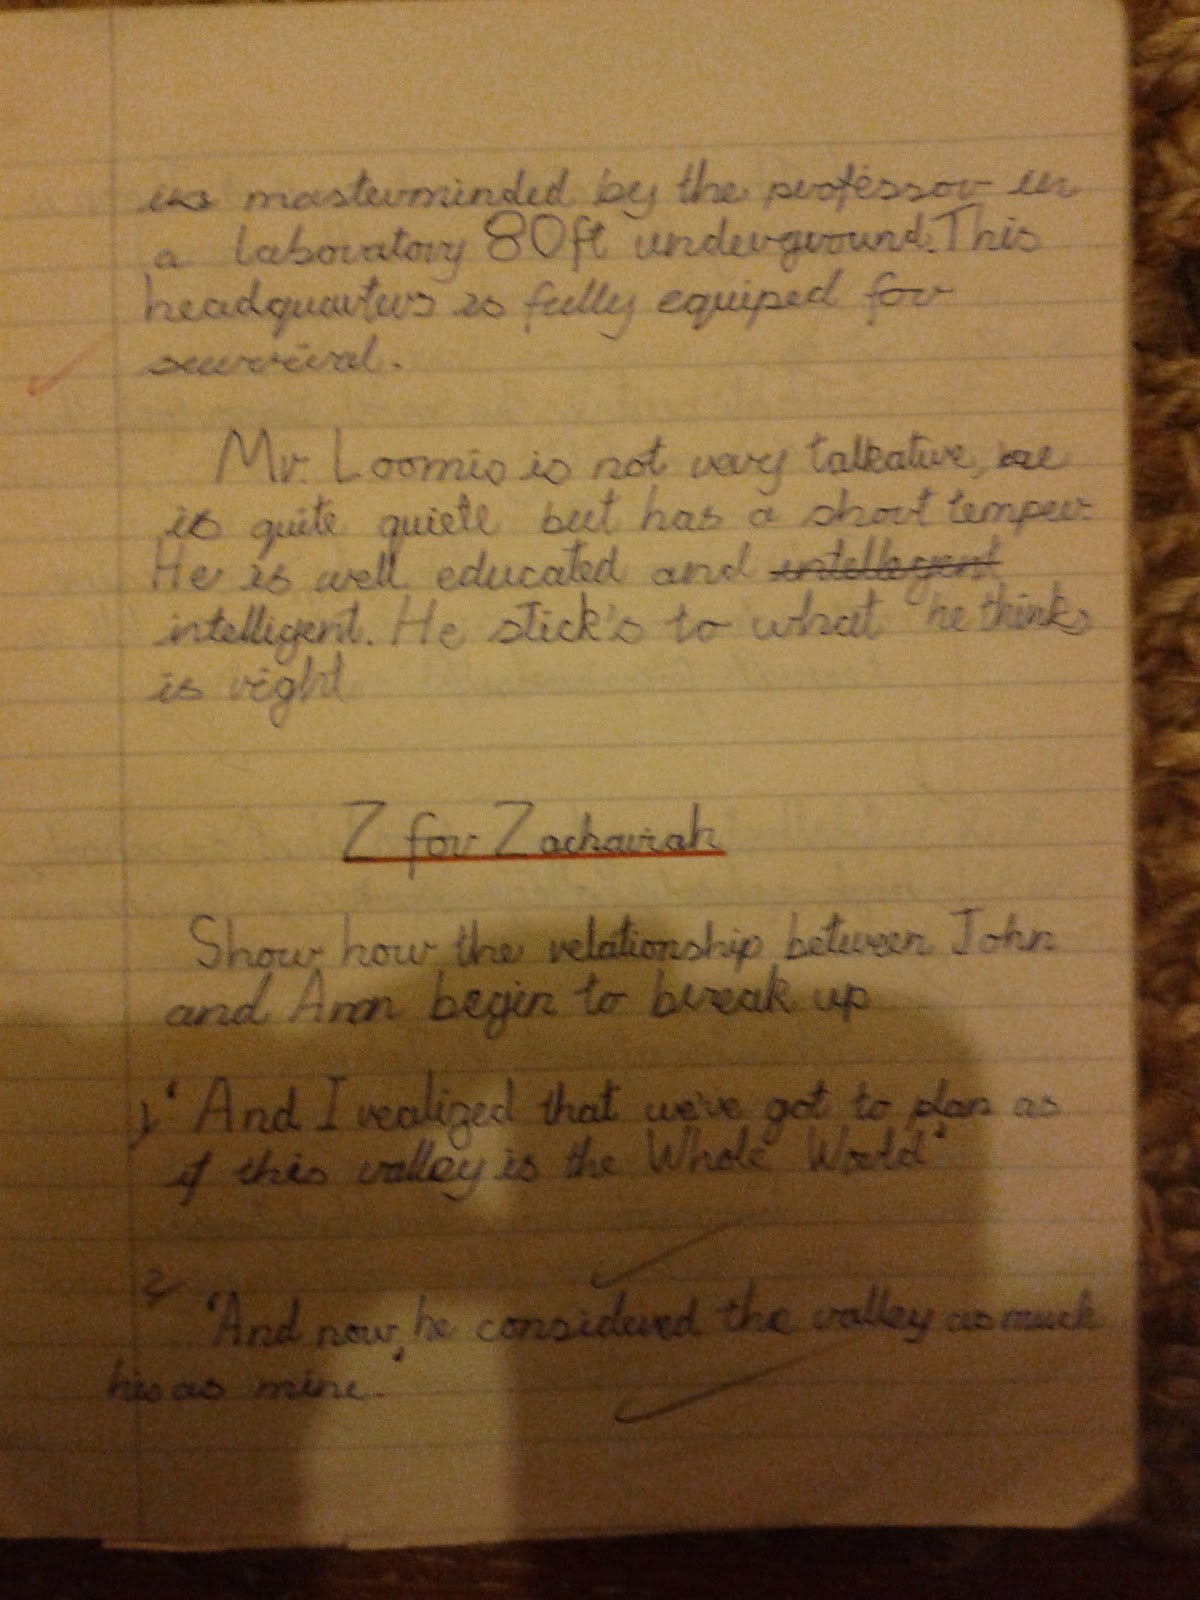 is masterminded by the professor in
a laboratory 80ft underground. This
headquarters is fully equiped for
survival.
Mr. Loomis is not very talkative, he
is quite quiete but has a short temper.
He is well educated and intellegent
intelligent. He stick's to what he thinks
is right
Z for Zachariah
Show how the relationship between John
and Ann begin to break up
1, 'And I realized that we've got to plan as
if this valley is the Whole World'
2, 'And now, he considered the valley as much
his as mine.'